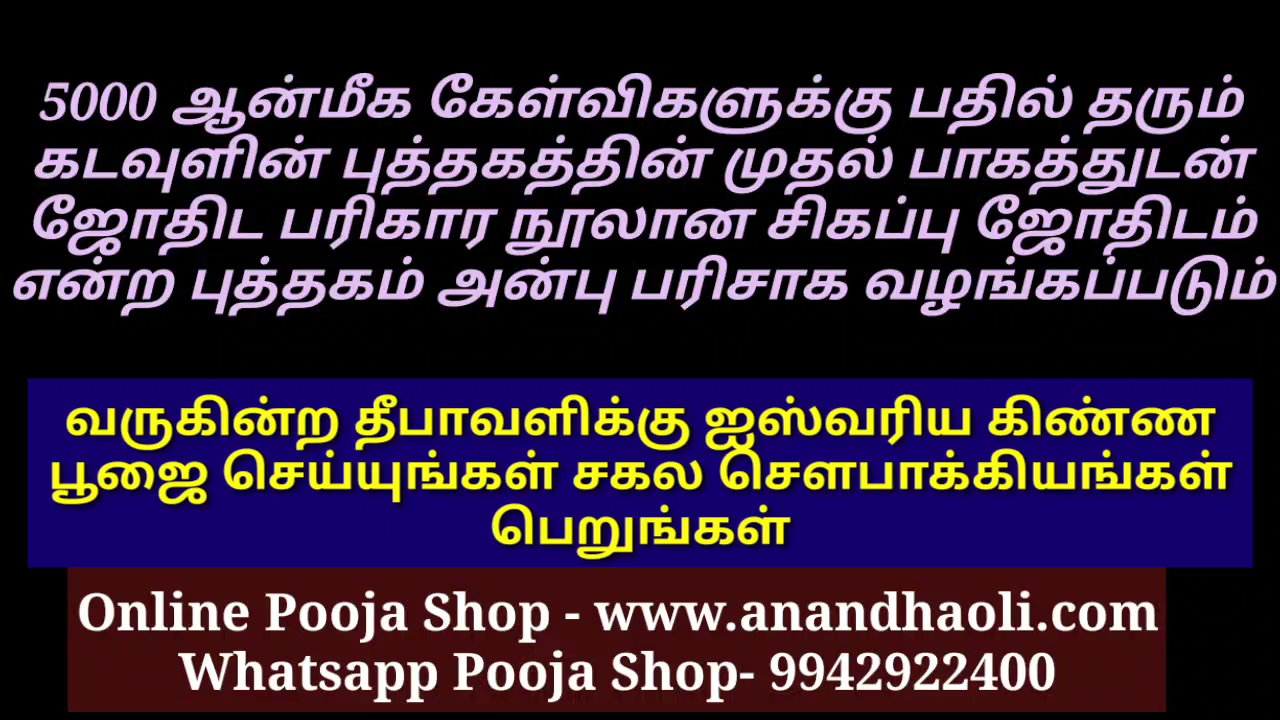 5000 ஆன்மீக கேள்விகளுக்கு பதில் தரும்
கடவுளின் புத்தகத்தின் முதல் பாகத்துடன்
ஜோதிட பரிகார நூலான சிகப்பு ஜோதிடம்
என்ற புத்தகம் அன்பு பரிசாக வழங்கப்படும்
வருகின்ற தீபாவளிக்கு ஐஸ்வரிய கிண்ண
பூஜை செய்யுங்கள் சகல சௌபாக்கியங்கள்
பெறுங்கள்
Online Pooja Shop - www.anandhaoli.com
Whatsapp Pooja Shop- 9942922400